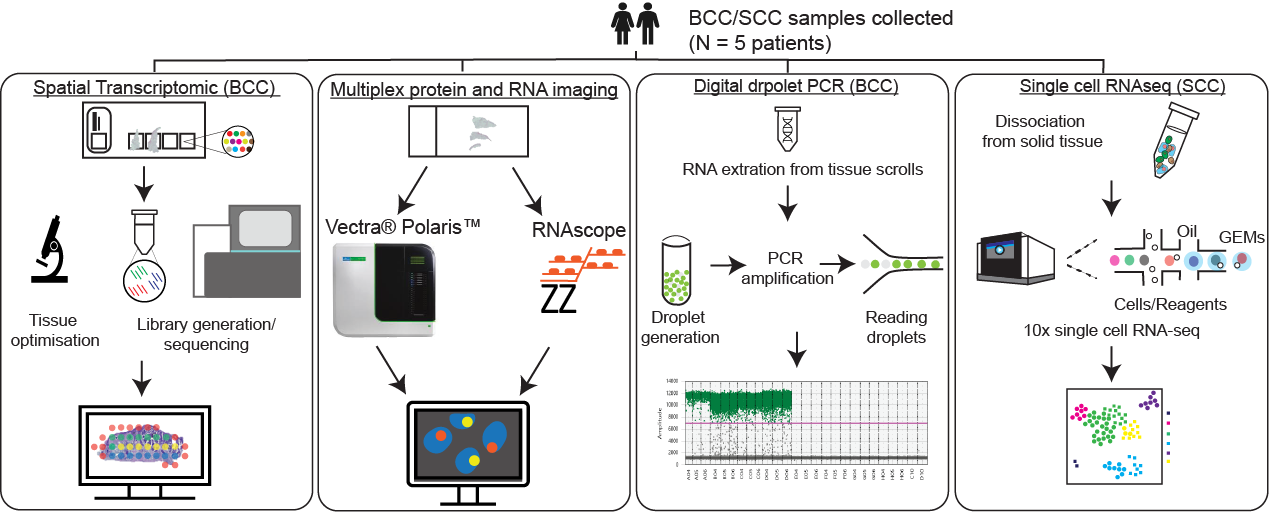 BCC/SCC samples collected
(N = 5 patients)
Spatial Transcriptomic (BCC)
Tissue
optimisation
Library generation/
sequencing
Multiplex protein and RNA imaging
Vectra® Polaris™
RNAscope
ZZ
Digital drpolet PCR (BCC)
RNA extration from tissue scrolls
Droplet
generation
PCR
amplification
Reading
droplets
Amplitude
14000
12000
10000
8000
6000
4000
2000
0
Single cell RNAseq (SCC)
Dissociation
from solid tissue
Oil
GEMs
Cells/Reagents
10x single cell RNA-seq